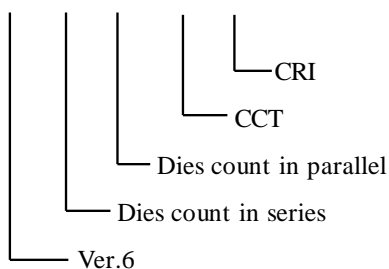 CRI
CCT
Dies count in parallel
Dies count in series
Ver.6